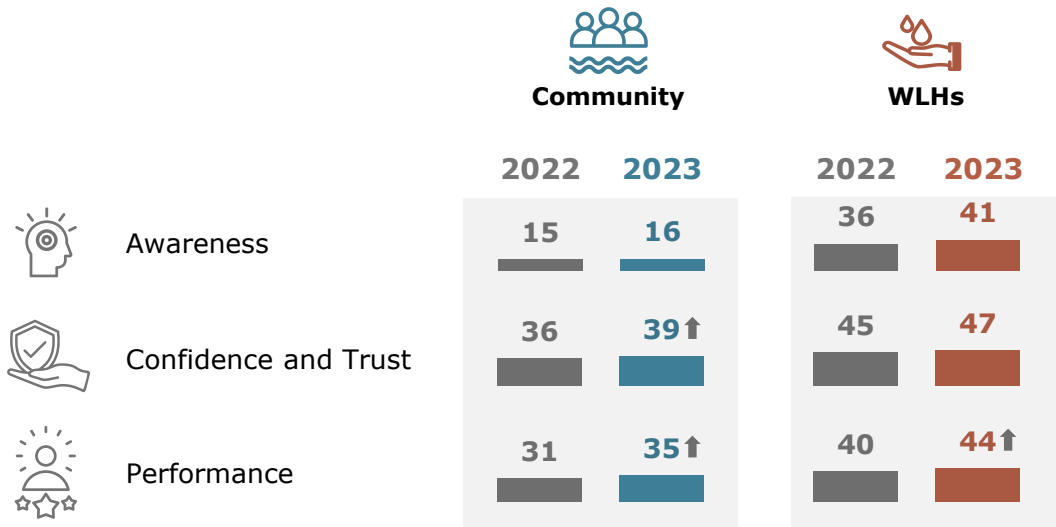 Community WLHs
2022 2023 2022 2023
Awareness 15 16 36 41
Confidence and Trust 36 39 45 47
Performance 31 35 40 44